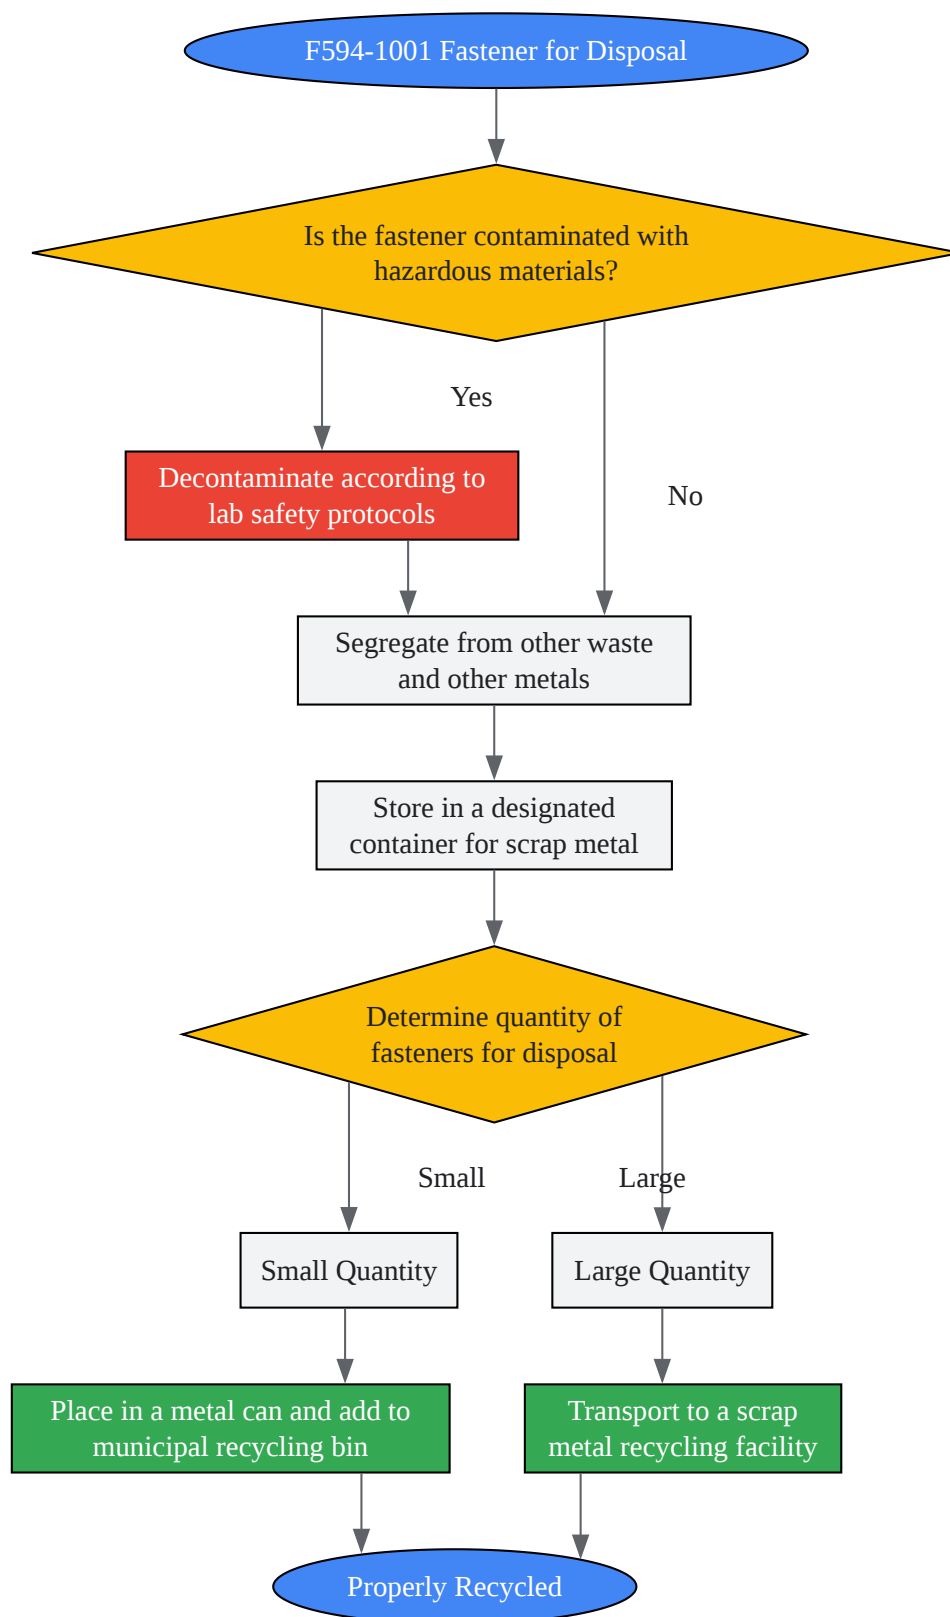 F594-1001 Fastener for Disposal
Is the fastener contaminated with
hazardous materials?
Yes
Decontaminate according to
lab safety protocols
No
Segregate from other waste
and other metals
Store in a designated
container for scrap metal
Determine quantity of
fasteners for disposal
Small
Large
Small Quantity
Large Quantity
Place in a metal can and add to
municipal recycling bin
Transport to a scrap
metal recycling facility
Properly Recycled